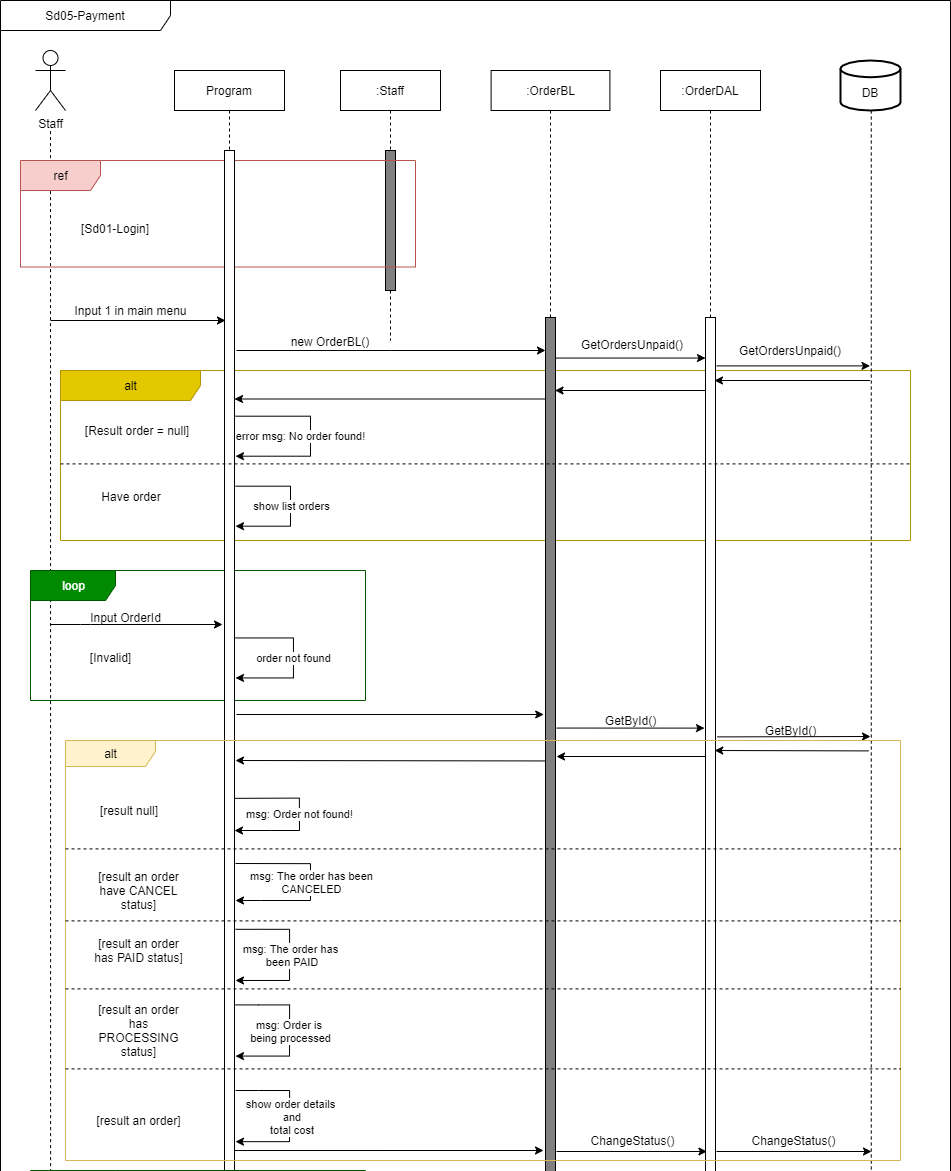 Sd05-Payment
Staff
Program
:Staff
:OrderBL
:OrderDAL
DB
ref
[Sd01-Login]
Input 1 in main menu
new OrderBL()
GetOrdersUnpaid()
GetOrdersUnpaid()
alt
[Result order = null]
error msg: No order found!
Have order
show list orders
loop
Input OrderId
[Invalid]
order not found
GetById()
GetById()
alt
[result null]
msg: Order not found!
[result an order
have CANCEL
status]
msg: The order has been
CANCELED
[result an order
has PAID status]
msg: The order has
been PAID
[result an order
has
PROCESSING
status]
msg: Order is
being processed
[result an order]
show order details
and
total cost
ChangeStatus()
ChangeStatus()